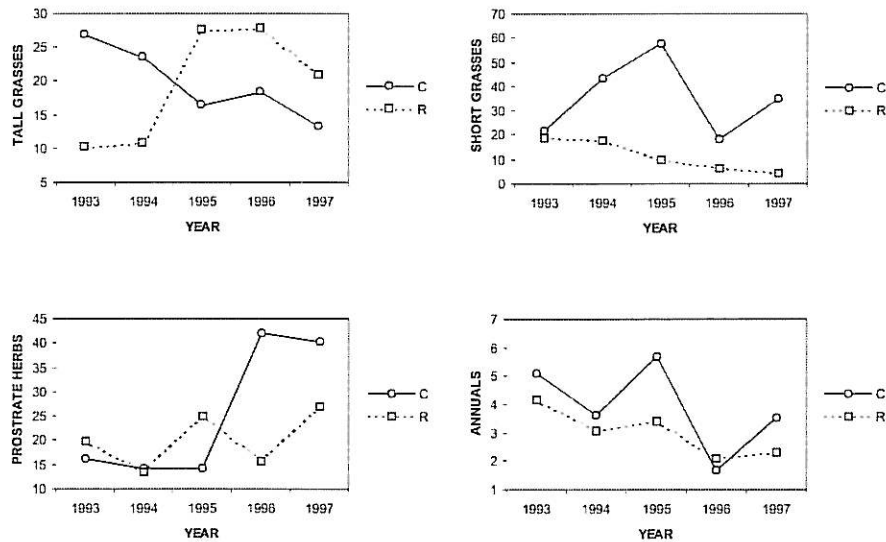 TALL GRASSES
30
25
20
15
10
5
1993 1994 1995 1996 1997
YEAR
C
R
SHORT GRASSES
70
60
50
40
30
20
10
0
1993 1994 1995 1996 1997
YEAR
C
R
PROSTRATE HERBS
45
40
35
30
25
20
15
10
1993 1994 1995 1996 1997
YEAR
C
R
ANNUALS
7
6
5
4
3
2
1
1993 1994 1995 1996 1997
YEAR
C
R